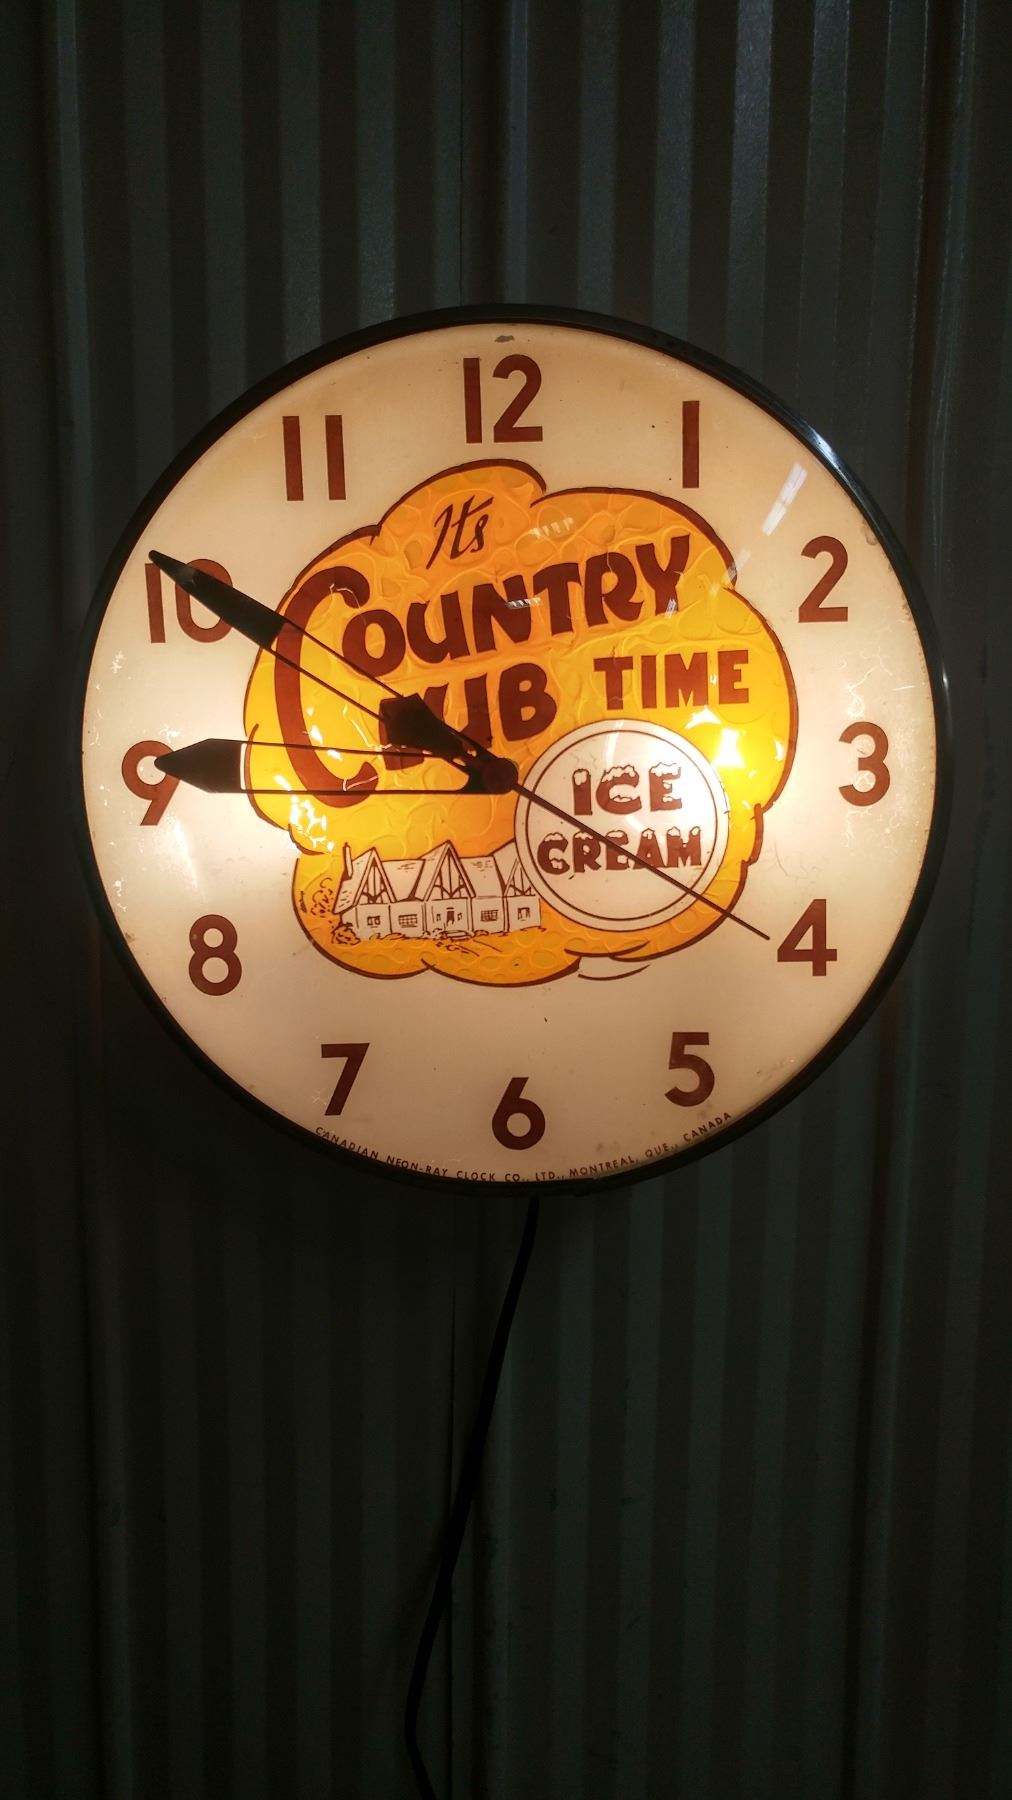 12
11
1
Its
COUNTRY
10
2
CLUB TIME
9
3
ICE
CREAM
8
4
7
5
6
CANADIAN NEON-RAY CLOCK CO., LTD., MONTREAL, QUE., CANADA